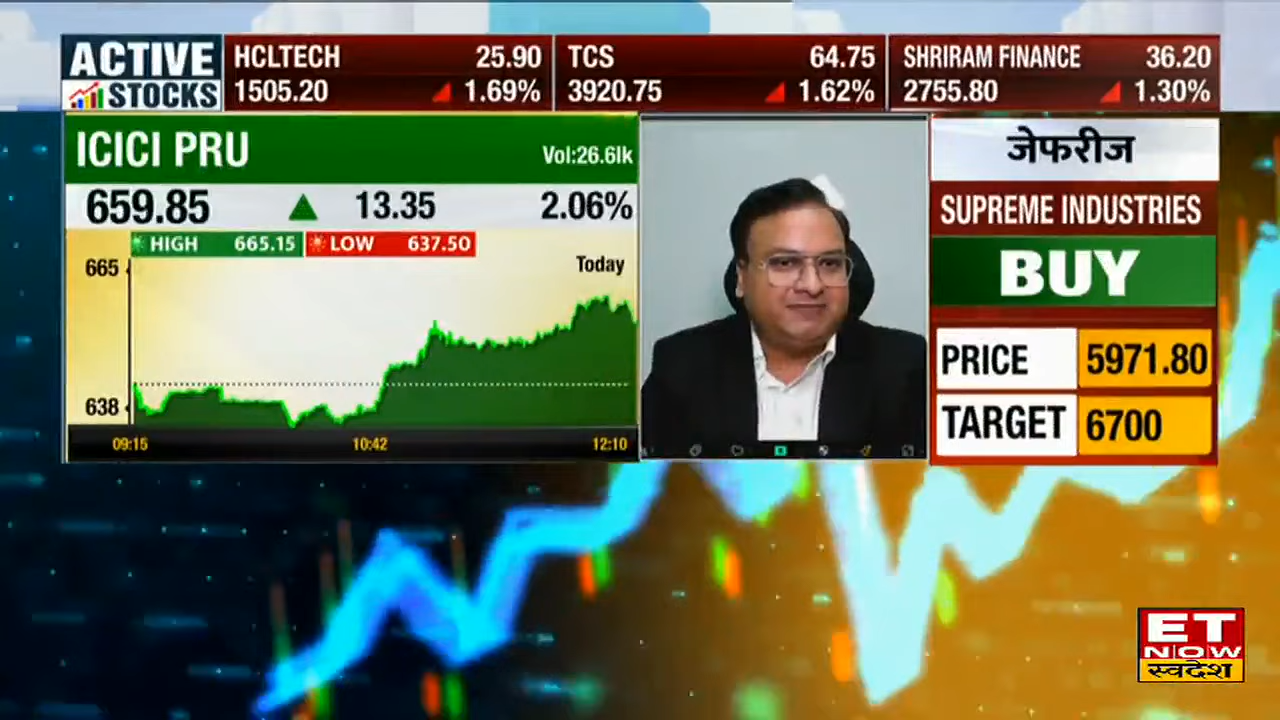 ACTIVE
STOCKS
HCLTECH 25.90
1505.20 1.69%
TCS 64.75
3920.75 1.62%
SHRIRAM FINANCE 36.20
2755.80 1.30%
ICICI PRU Vol:26.6lk
659.85 13.35 2.06%
HIGH 665.15 LOW 637.50
Today
665
638
09:15 10:42 12:10
जेफरीज
SUPREME INDUSTRIES
BUY
PRICE 5971.80
TARGET 6700
ET
NOW
स्वदेश